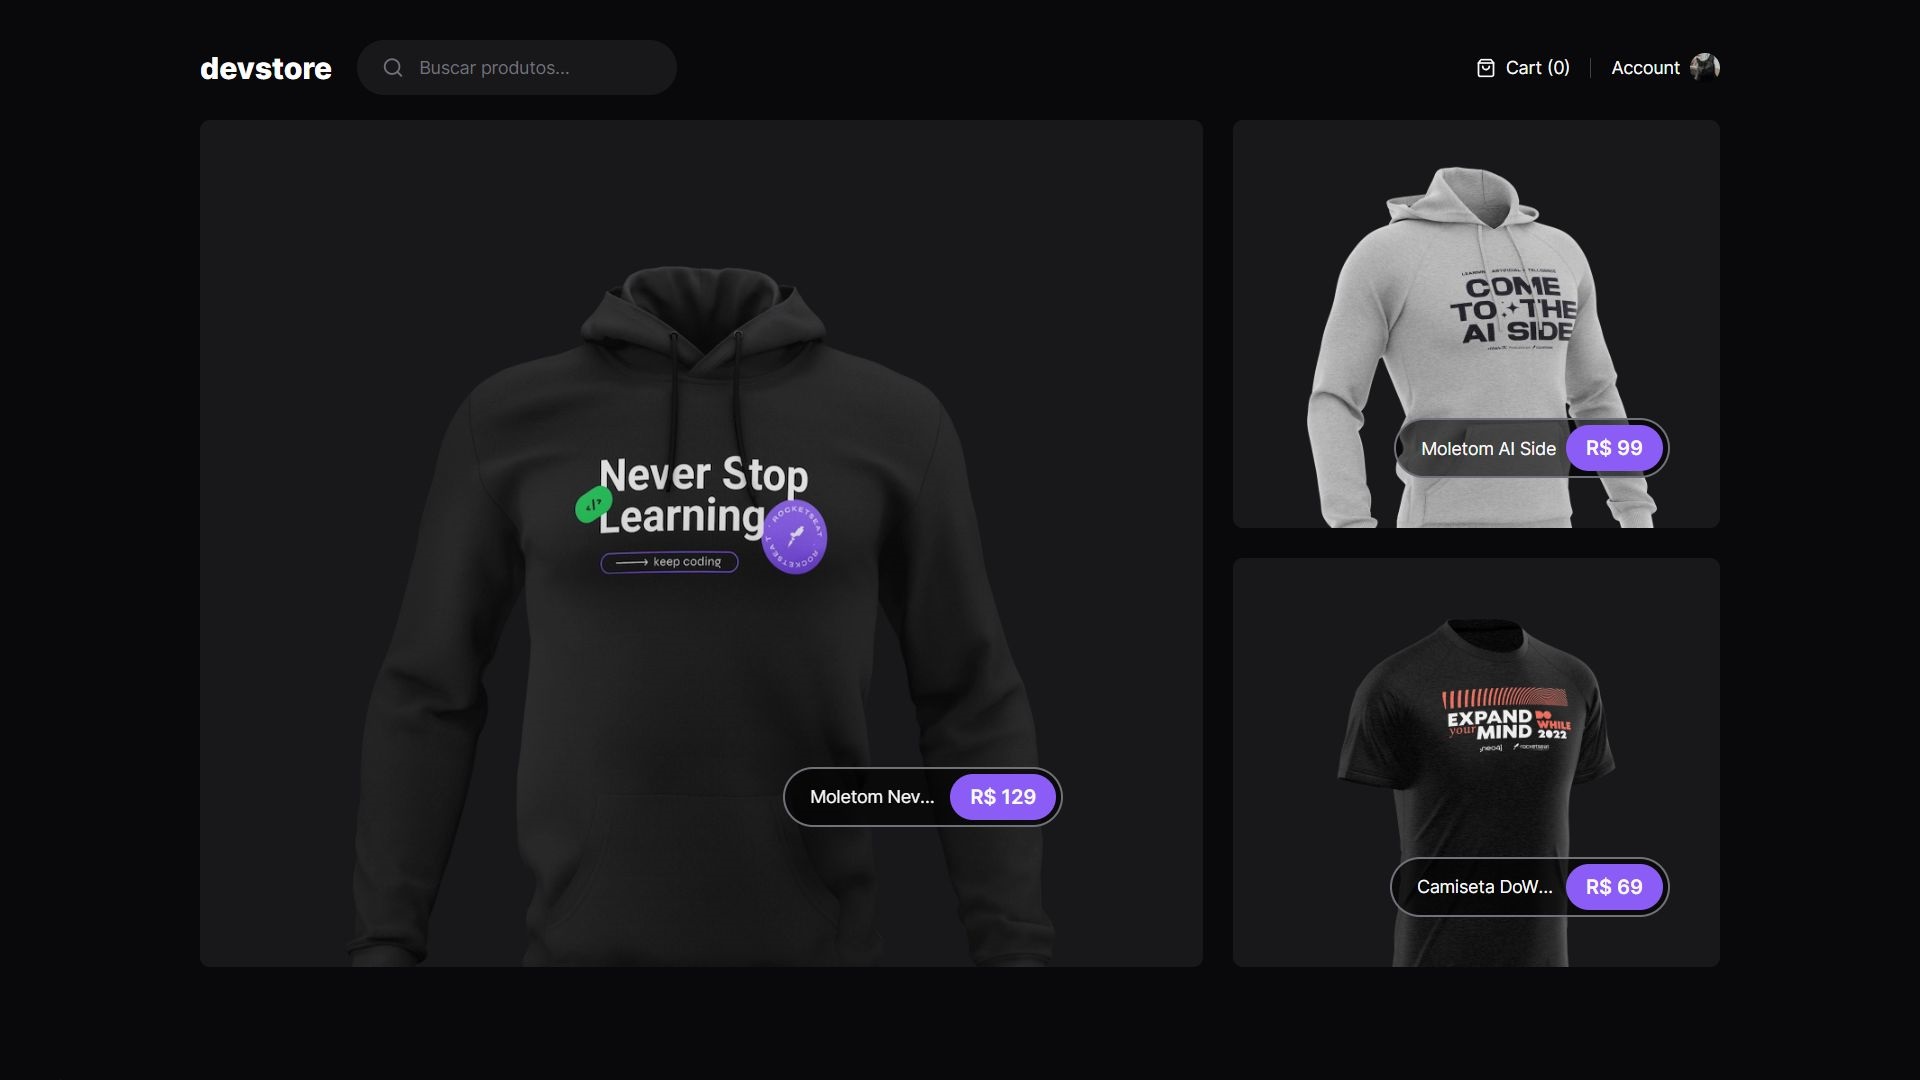 devstore
Buscar produtos...
Cart (0)
Account
Never Stop
Learning
</>
keep coding
ROCKETSEAT
ROCKETSEAT
Moletom Nev...
R$ 129
COME
TO THE
AI SIDE
Moletom AI Side
R$ 99
EXPAND
your MIND
DO
WHILE
2022
neo4j
rocketseat
Camiseta DoW...
R$ 69